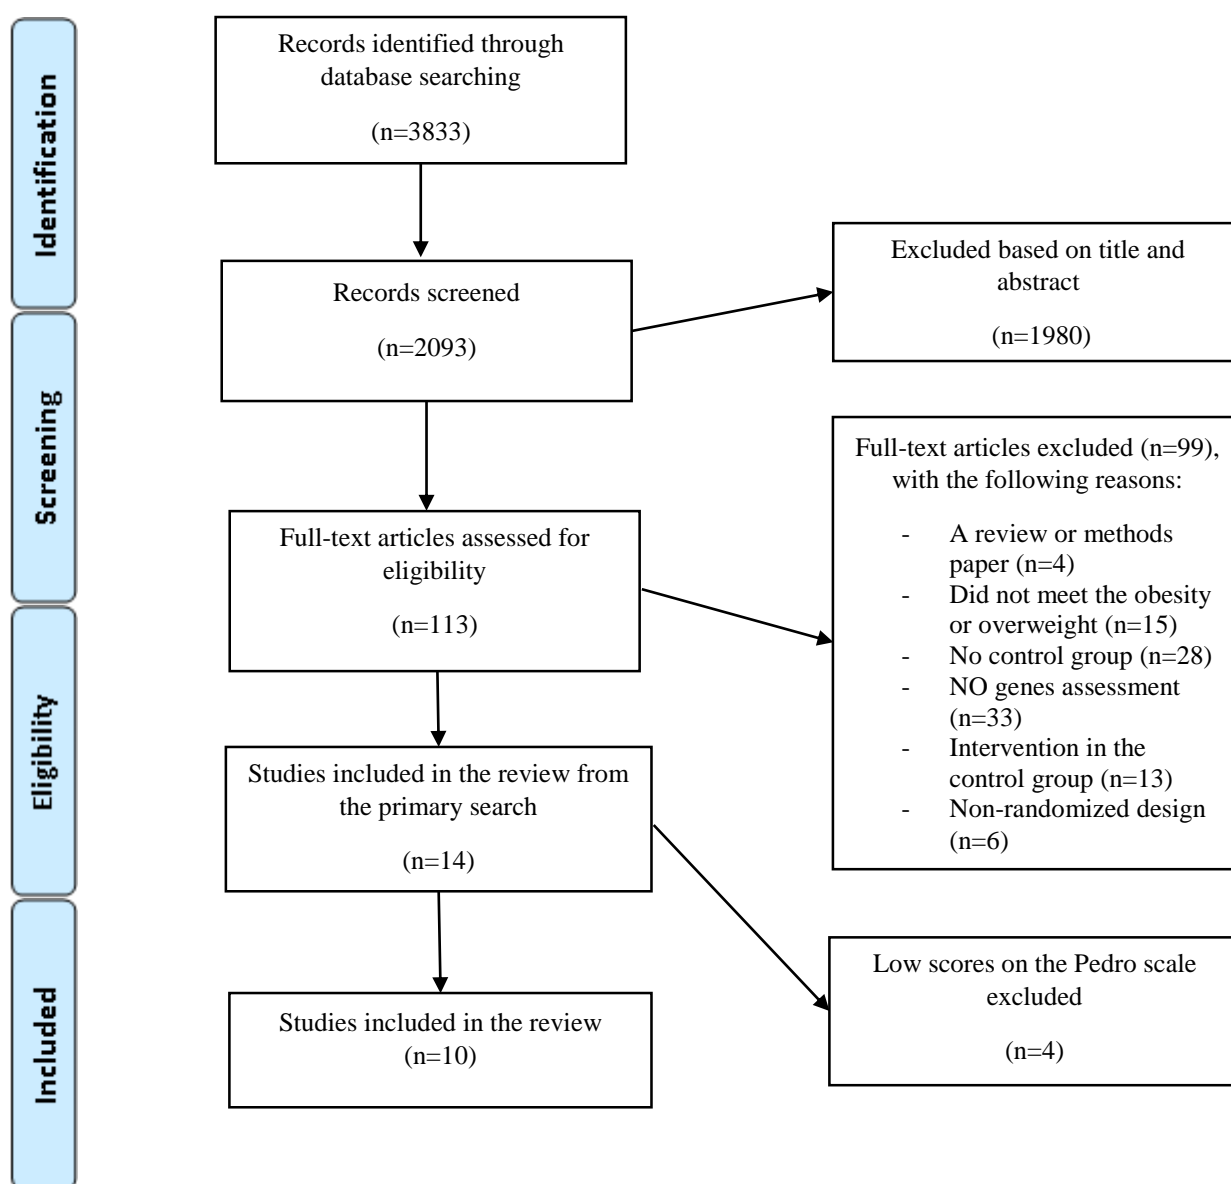 Identification
Records identified through
database searching
(n=3833)
Records screened
(n=2093)
Excluded based on title and
abstract
(n=1980)
Screening
Full-text articles assessed for
eligibility
(n=113)
Full-text articles excluded (n=99),
with the following reasons:
- A review or methods
paper (n=4)
- Did not meet the obesity
or overweight (n=15)
- No control group (n=28)
- NO genes assessment
(n=33)
- Intervention in the
control group (n=13)
- Non-randomized design
(n=6)
Eligibility
Studies included in the review from
the primary search
(n=14)
Low scores on the Pedro scale
excluded
(n=4)
Included
Studies included in the review
(n=10)